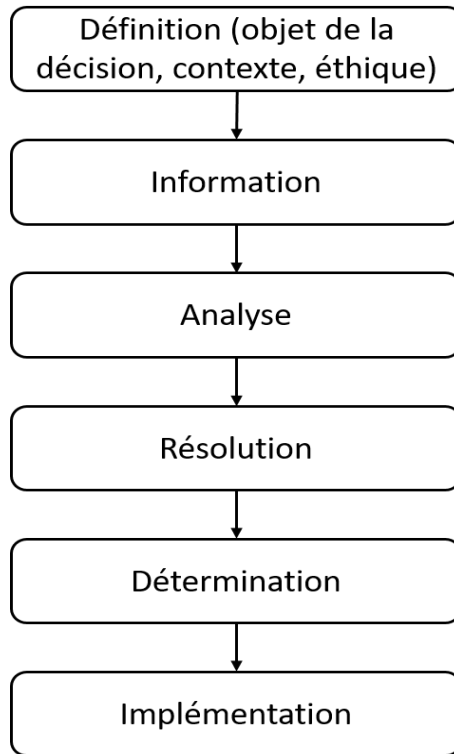 Définition (objet de la
décision, contexte, éthique)
Information
Analyse
Résolution
Détermination
Implémentation